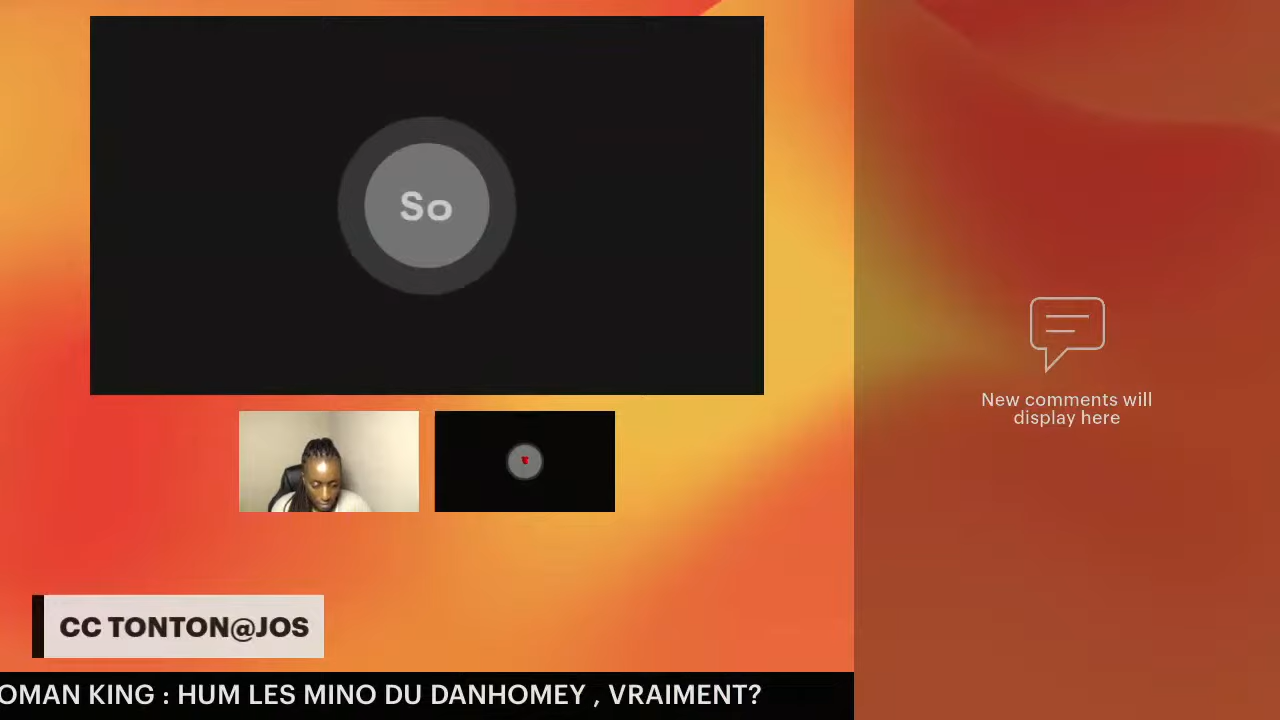 So
New comments will
display here
CC TONTON@JOS
OMAN KING : HUM LES MINO DU DANHOMEY , VRAIMENT?